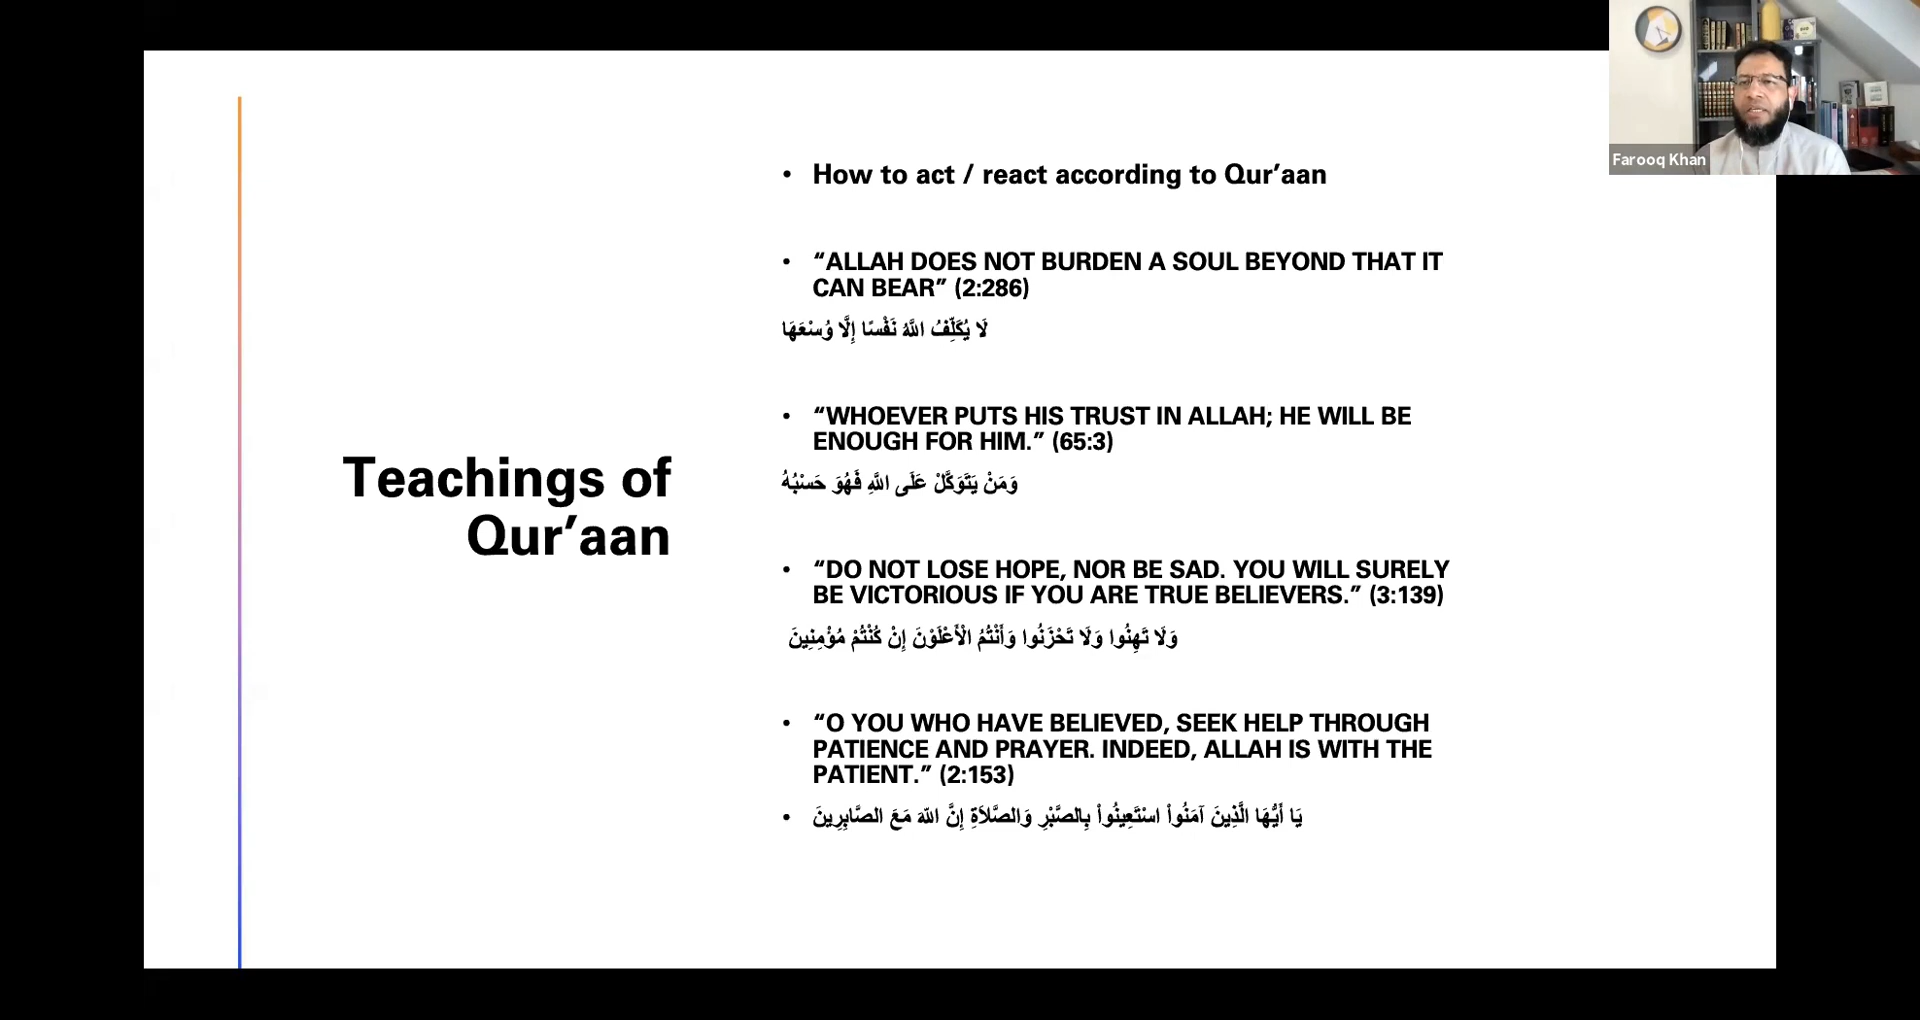 Farooq Khan
Teachings of
Qur’aan
• How to act / react according to Qur’aan
• “ALLAH DOES NOT BURDEN A SOUL BEYOND THAT IT
CAN BEAR” (2:286)
لَا يُكَلِّفُ اللَّهُ نَفْسًا إِلَّا وُسْعَهَا
• “WHOEVER PUTS HIS TRUST IN ALLAH; HE WILL BE
ENOUGH FOR HIM.” (65:3)
وَمَنْ يَتَوَكَّلْ عَلَى اللَّهِ فَهُوَ حَسْبُهُ
• “DO NOT LOSE HOPE, NOR BE SAD. YOU WILL SURELY
BE VICTORIOUS IF YOU ARE TRUE BELIEVERS.” (3:139)
وَلَا تَهِنُوا وَلَا تَحْزَنُوا وَأَنْتُمُ الْأَعْلَوْنَ إِنْ كُنْتُمْ مُؤْمِنِينَ
• “O YOU WHO HAVE BELIEVED, SEEK HELP THROUGH
PATIENCE AND PRAYER. INDEED, ALLAH IS WITH THE
PATIENT.” (2:153)
• يَا أَيُّهَا الَّذِينَ آمَنُواْ اسْتَعِينُواْ بِالصَّبْرِ وَالصَّلاَةِ إِنَّ اللّهَ مَعَ الصَّابِرِينَ